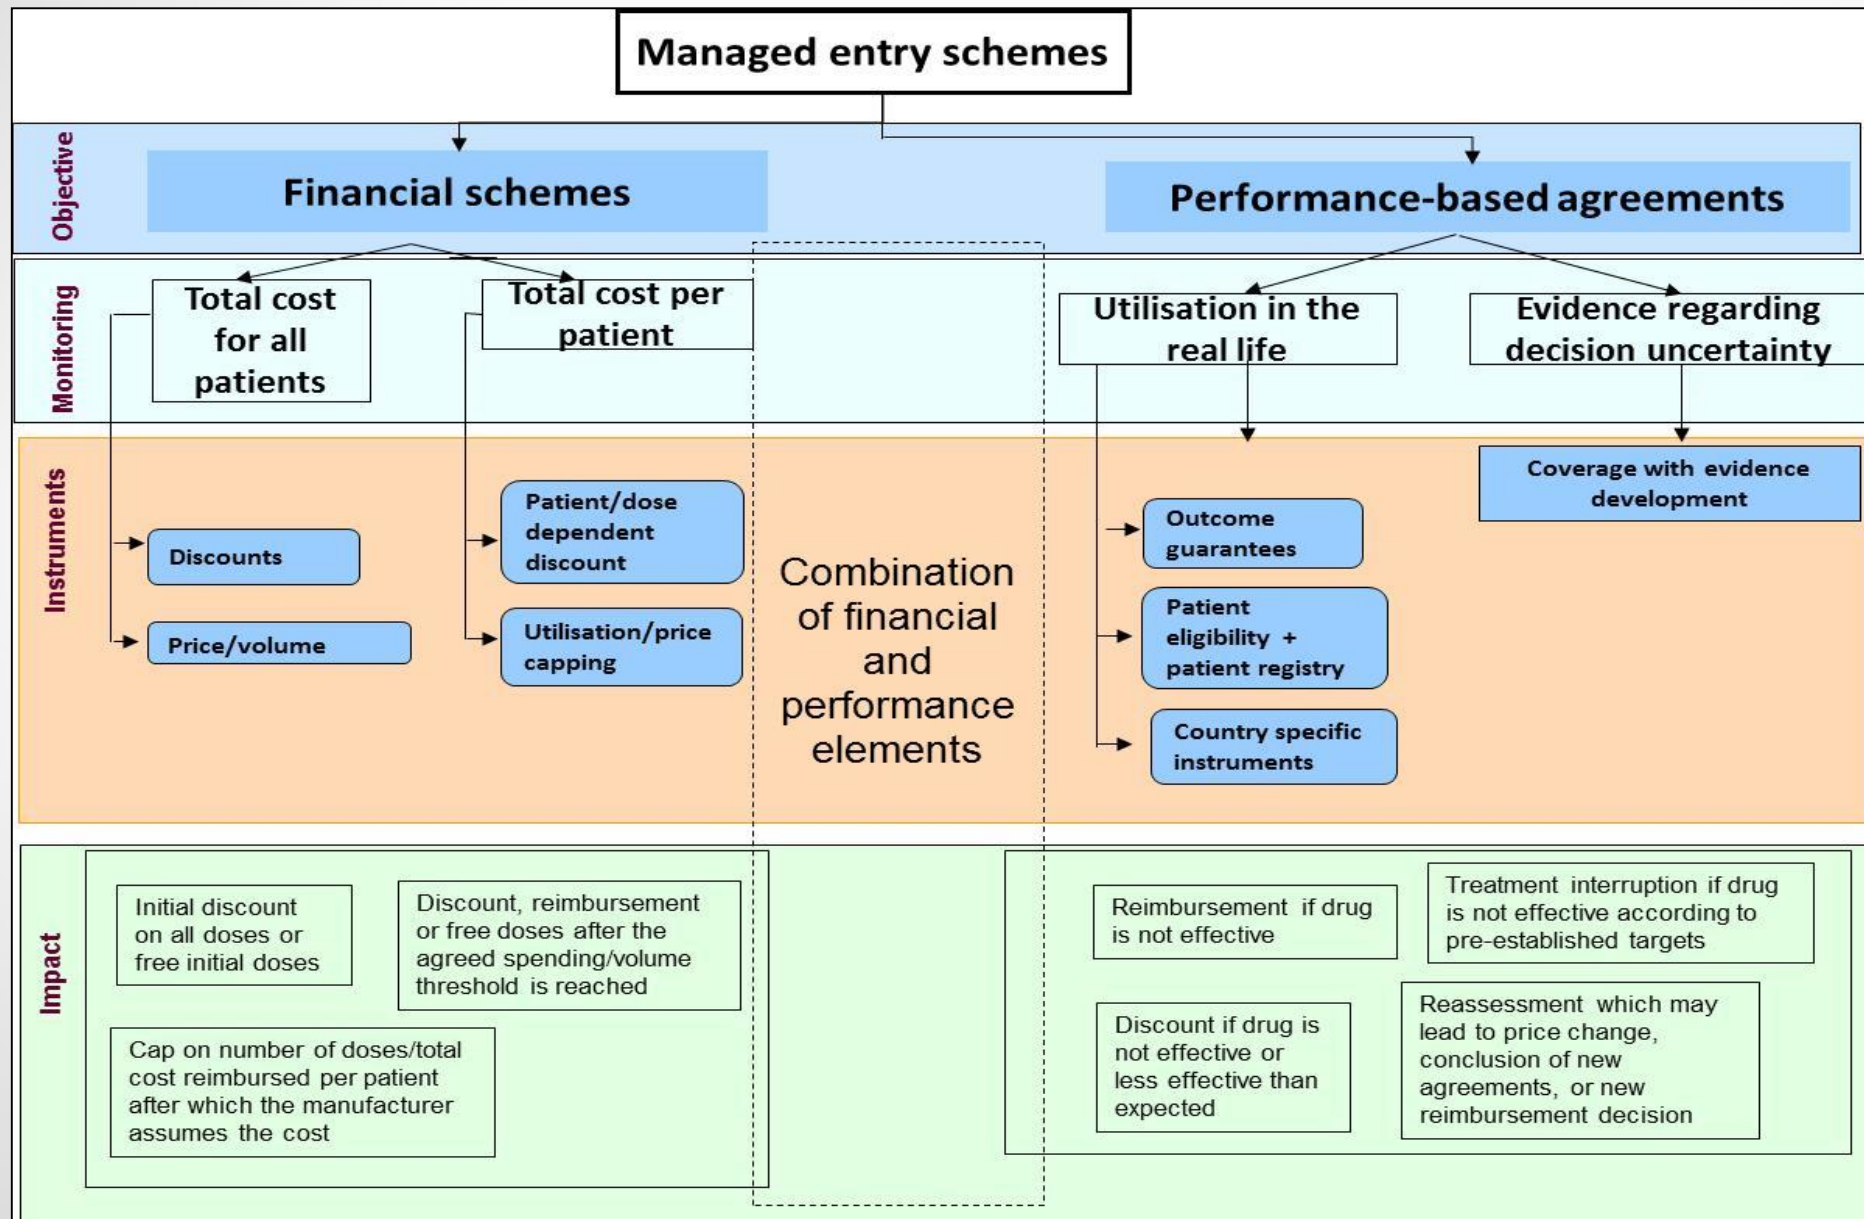 Managed entry schemes
Objective
Financial schemes
Performance-based agreements
Monitoring
Total cost
for all
patients
Total cost per
patient
Utilisation in the
real life
Evidence regarding
decision uncertainty
Instruments
Discounts
Price/volume
Patient/dose
dependent
discount
Utilisation/price
capping
Combination
of financial
and
performance
elements
Outcome
guarantees
Patient
eligibility +
patient registry
Country specific
instruments
Coverage with evidence
development
Impact
Initial discount
on all doses or
free initial doses
Discount, reimbursement
or free doses after the
agreed spending/volume
threshold is reached
Cap on number of doses/total
cost reimbursed per patient
after which the manufacturer
assumes the cost
Reimbursement if drug
is not effective
Treatment interruption if drug
is not effective according to
pre-established targets
Discount if drug is
not effective or
less effective than
expected
Reassessment which may
lead to price change,
conclusion of new
agreements, or new
reimbursement decision